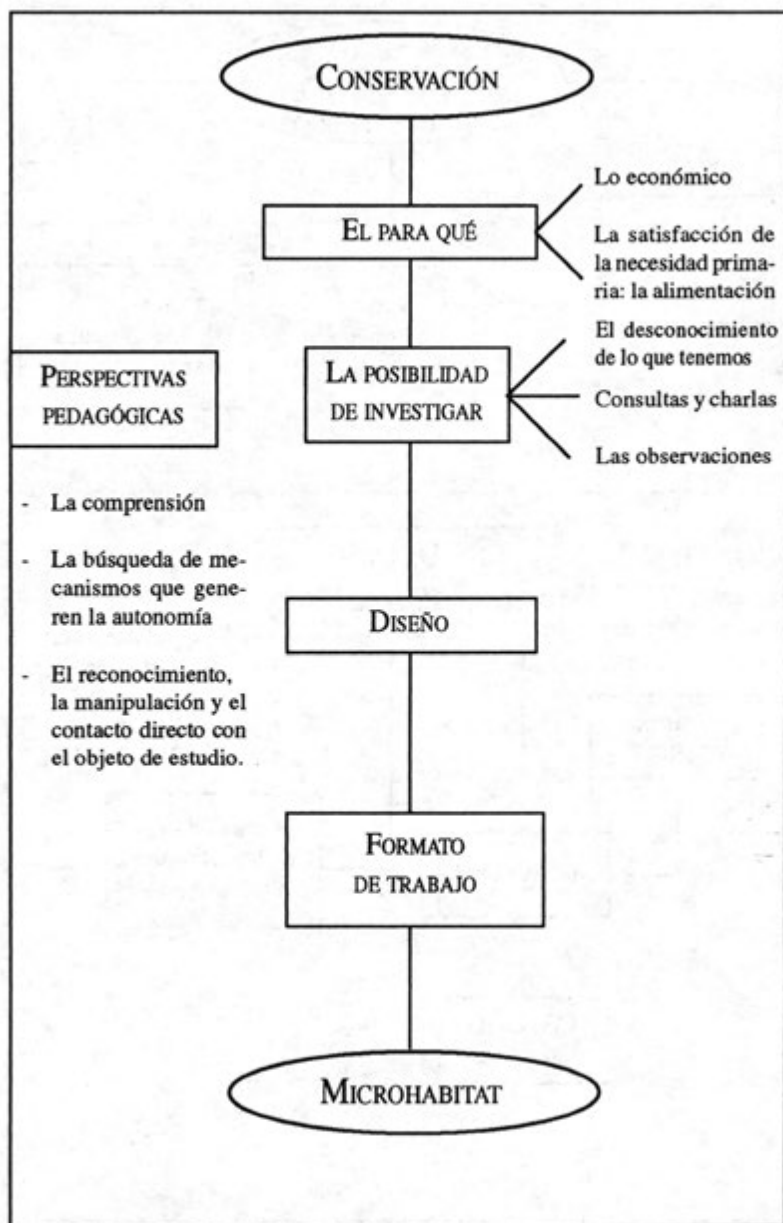 CONSERVACIÓN
EL PARA QUÉ
Lo económico
La satisfacción de
la necesidad prima-
ria: la alimentación
LA POSIBILIDAD
DE INVESTIGAR
El desconocimiento
de lo que tenemos
Consultas y charlas
Las observaciones
PERSPECTIVAS
PEDAGÓGICAS
- La comprensión
- La búsqueda de me-
canismos que gene-
ren la autonomía
- El reconocimiento,
la manipulación y el
contacto directo con
el objeto de estudio.
DISEÑO
FORMATO
DE TRABAJO
MICROHABITAT